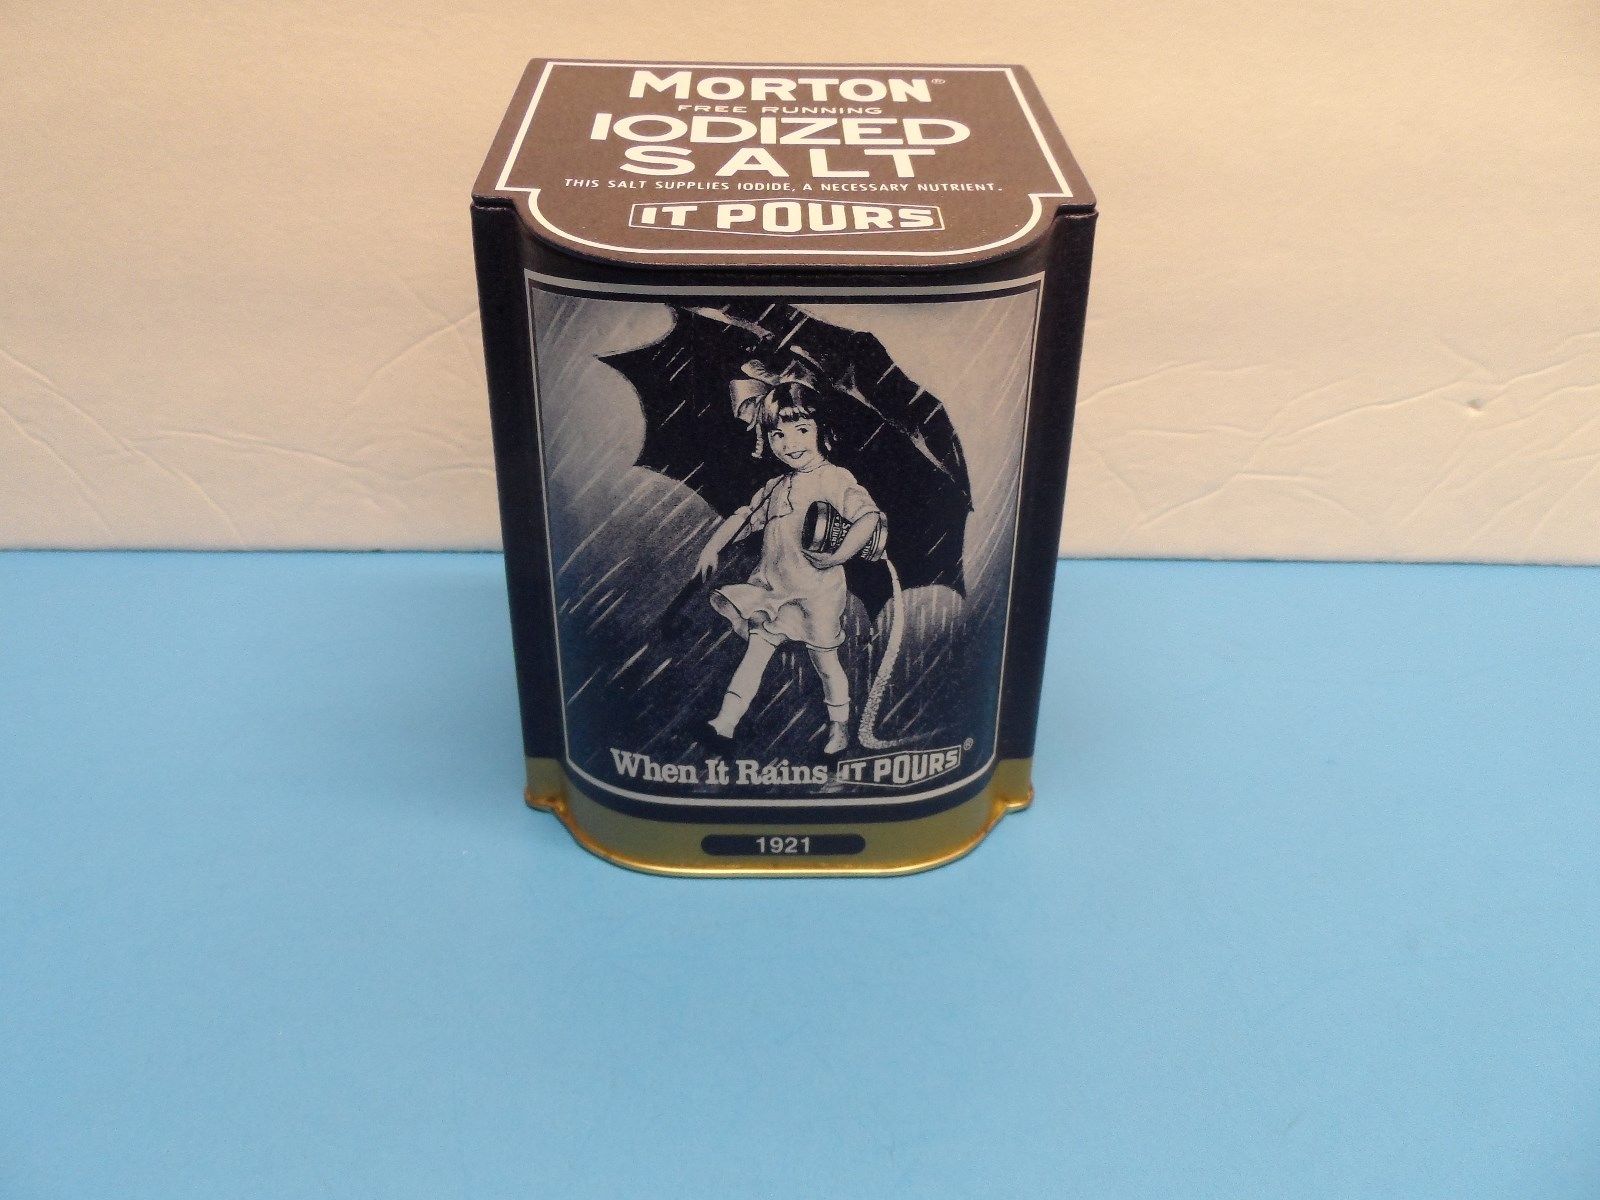 MORTON®
FREE RUNNING
IODIZED
SALT
THIS SALT SUPPLIES IODIDE, A NECESSARY NUTRIENT.
IT POURS
When It Rains IT POURS®
1921